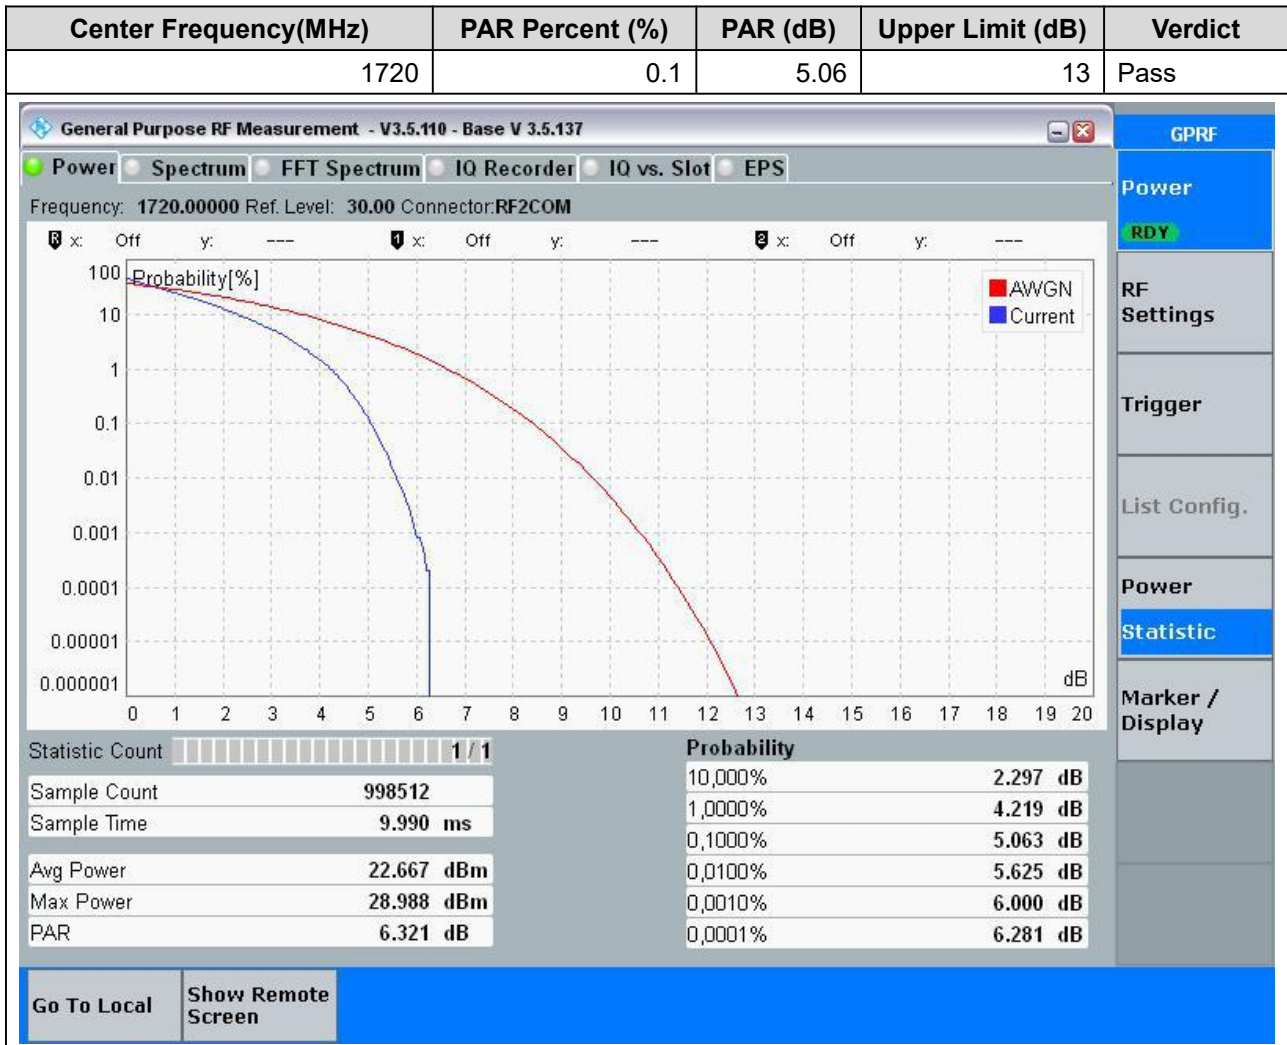 Center Frequency(MHz) PAR Percent (%) PAR (dB) Upper Limit (dB) Verdict
1720 0.1 5.06 13 Pass
General Purpose RF Measurement - V3.5.110 - Base V 3.5.137
GPRF
Power Spectrum FFT Spectrum IQ Recorder IQ vs. Slot EPS
Power
RDY
Frequency: 1720.00000 Ref. Level: 30.00 Connector:RF2COM
R x: Off y: --- 1 x: Off y: --- 2 x: Off y: ---
Probability[%]
100
10
1
0.1
0.01
0.001
0.0001
0.00001
0.000001
AWGN
Current
dB
0 1 2 3 4 5 6 7 8 9 10 11 12 13 14 15 16 17 18 19 20
RF
Settings
Trigger
List Config.
Power
Statistic
Marker /
Display
Statistic Count 1 / 1
Sample Count 998512
Sample Time 9.990 ms
Avg Power 22.667 dBm
Max Power 28.988 dBm
PAR 6.321 dB
Probability
10,000% 2.297 dB
1,0000% 4.219 dB
0,1000% 5.063 dB
0,0100% 5.625 dB
0,0010% 6.000 dB
0,0001% 6.281 dB
Go To Local
Show Remote
Screen